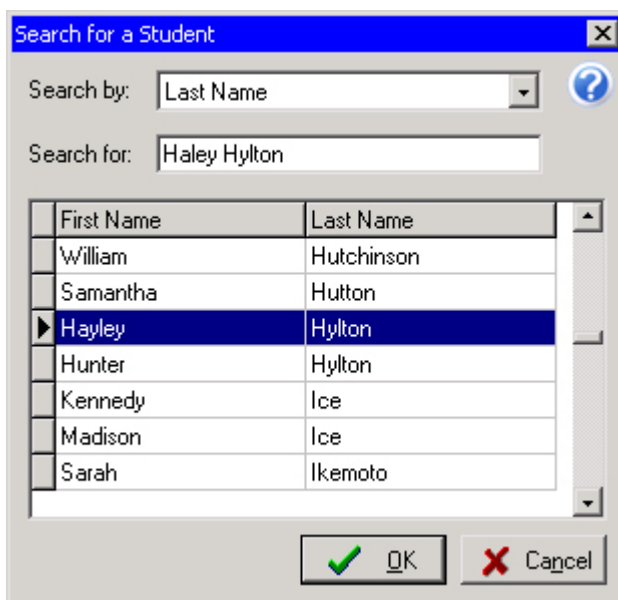 Search for a Student
Search by: Last Name
Search for: Haley Hylton
First Name Last Name
William Hutchinson
Samantha Hutton
Hayley Hylton
Hunter Hylton
Kennedy Ice
Madison Ice
Sarah Ikemoto
OK Cancel